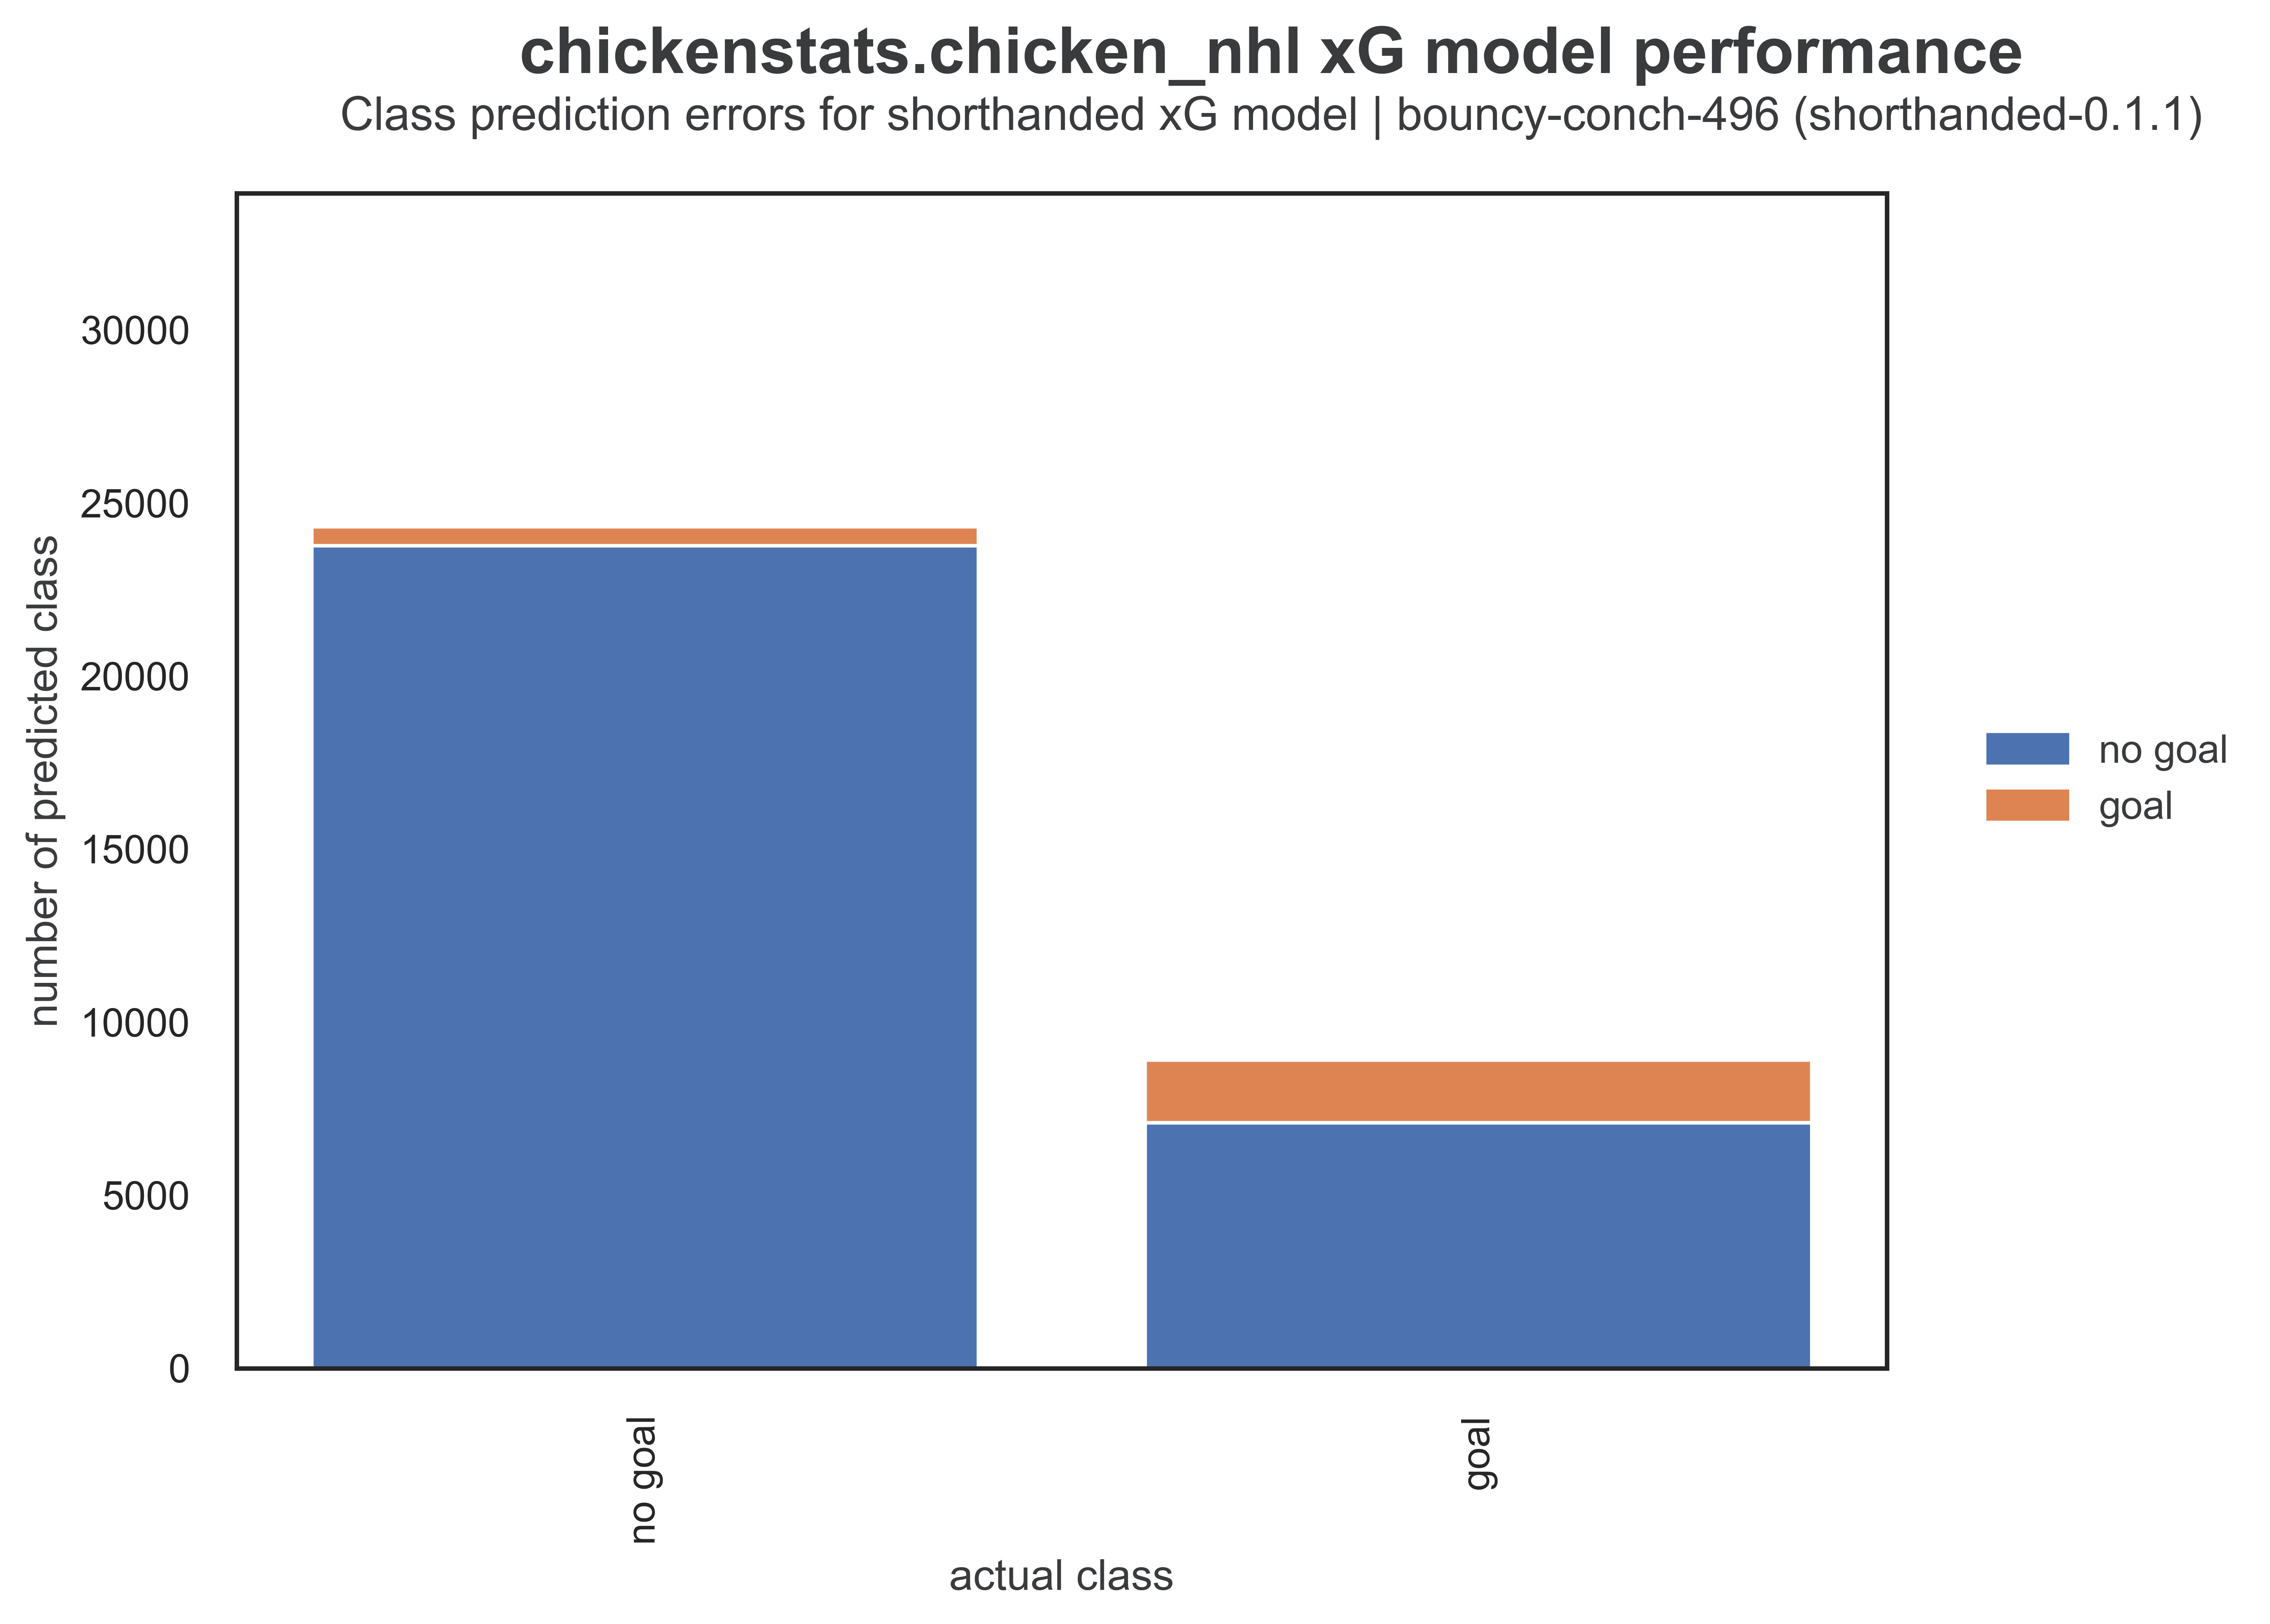 chickenstats.chicken_nhl xG model performance
Class prediction errors for shorthanded xG model | bouncy-conch-496 (shorthanded-0.1.1)
number of predicted class
30000
25000
20000
15000
10000
5000
0
no goal
goal
no goal
goal
actual class